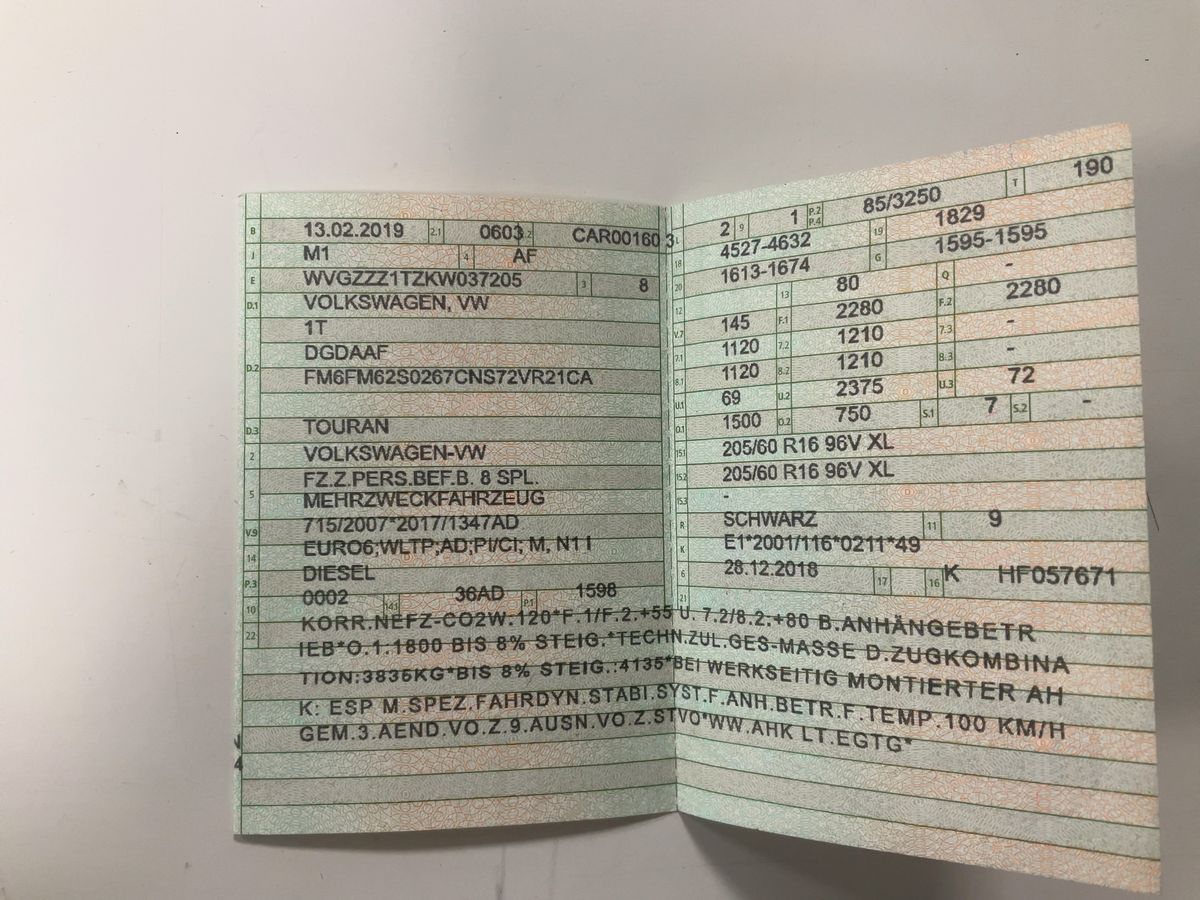 B 13.02.2019 2.1 0603 2.2 CAR00160 3
J M1 4 AF
E WVGZZZ1TZKW037205 3 8
D.1 VOLKSWAGEN, VW
1T
D.2 DGDAAF
FM6FM62S0267CNS72VR21CA
D.3 TOURAN
2 VOLKSWAGEN-VW
5 FZ.Z.PERS.BEF.B. 8 SPL.
MEHRZWECKFAHRZEUG
V.9 715/2007*2017/1347AD
14 EURO6;WLTP;AD;PI/CI; M, N1 I
P.3 DIESEL
10 0002 14.1 36AD P.1 1598
L 2 9 1 P.2 P.4 85/3250 T 190
18 4527-4632 19 1829
20 1613-1674 G 1595-1595
12 13 80 Q -
V.7 145 F.1 2280 F.2 2280
7.1 1120 7.2 1210 7.3 -
8.1 1120 8.2 1210 8.3 -
U.1 69 U.2 2375 U.3 72
O.1 1500 O.2 750 S.1 7 S.2 -
15.1 205/60 R16 96V XL
15.2 205/60 R16 96V XL
15.3 -
R SCHWARZ 11 9
K E1*2001/116*0211*49
6 28.12.2018 17 16 K HF057671
21
22 KORR.NEFZ-CO2W:120*F.1/F.2.+55 U. 7.2/8.2:+80 B.ANHÄNGEBETR
IEB*O.1:1800 BIS 8% STEIG.*TECHN.ZUL.GES-MASSE D.ZUGKOMBINA
TION:3835KG*BIS 8% STEIG.:4135*BEI WERKSEITIG MONTIERTER AH
K: ESP M.SPEZ.FAHRDYN.STABI.SYST.F.ANH.BETR.F.TEMP.100 KM/H
GEM.3.AEND.VO.Z.9.AUSN.VO.Z.STVO*WW.AHK LT.EGTG*